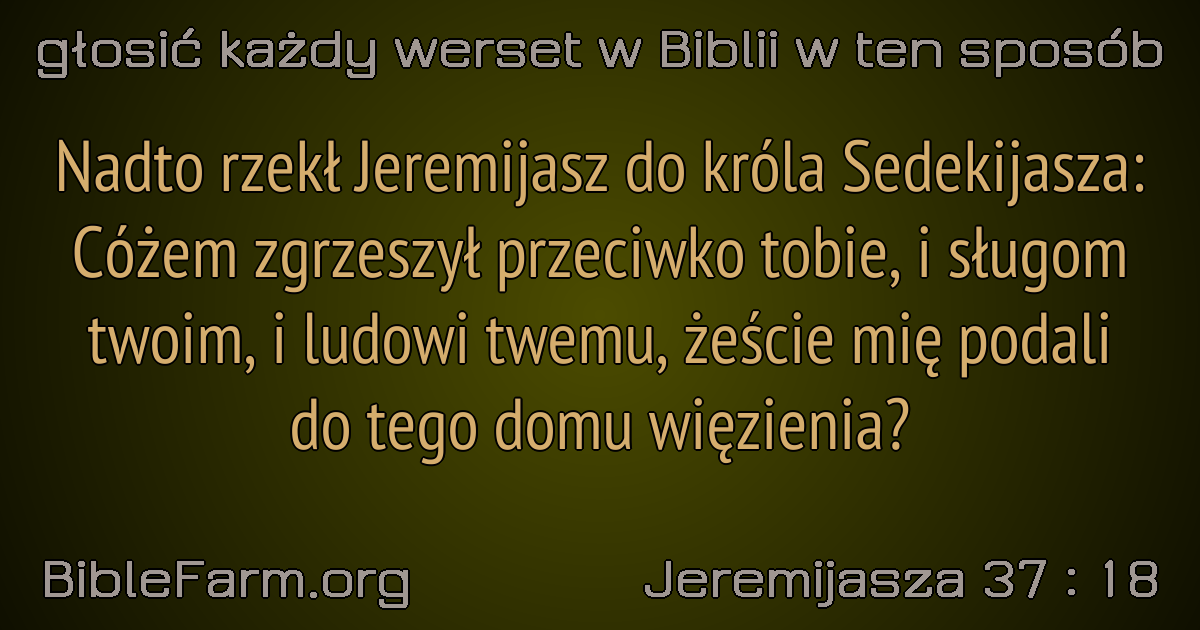 głosić każdy werset w Biblii w ten sposób
Nadto rzekł Jeremijasz do króla Sedekijasza:
Cóżem zgrzeszył przeciwko tobie, i sługom
twoim, i ludowi twemu, żeście mię podali
do tego domu więzienia?
BibleFarm.org
Jeremijasza 37 : 18